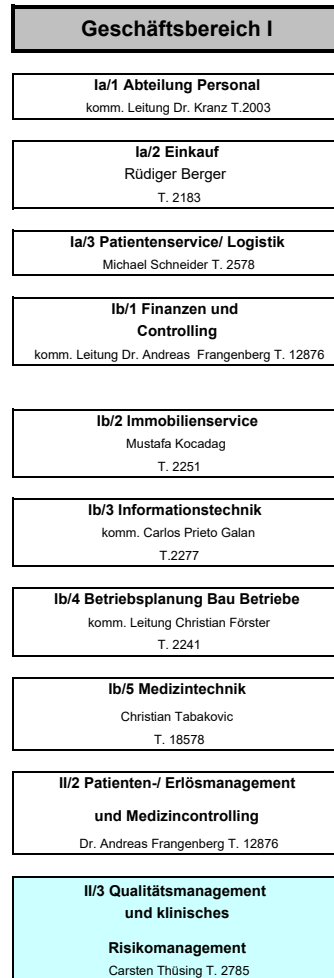 Geschäftsbereich I
Ia/1 Abteilung Personal
komm. Leitung Dr. Kranz T.2003
Ia/2 Einkauf
Rüdiger Berger
T. 2183
Ia/3 Patientenservice/ Logistik
Michael Schneider T. 2578
Ib/1 Finanzen und
Controlling
komm. Leitung Dr. Andreas Frangenberg T. 12876
Ib/2 Immobilienservice
Mustafa Kocadag
T. 2251
Ib/3 Informationstechnik
komm. Carlos Prieto Galan
T.2277
Ib/4 Betriebsplanung Bau Betriebe
komm. Leitung Christian Förster
T. 2241
Ib/5 Medizintechnik
Christian Tabakovic
T. 18578
II/2 Patienten-/ Erlösmanagement
und Medizincontrolling
Dr. Andreas Frangenberg T. 12876
II/3 Qualitätsmanagement
und klinisches
Risikomanagement
Carsten Thüsing T. 2785